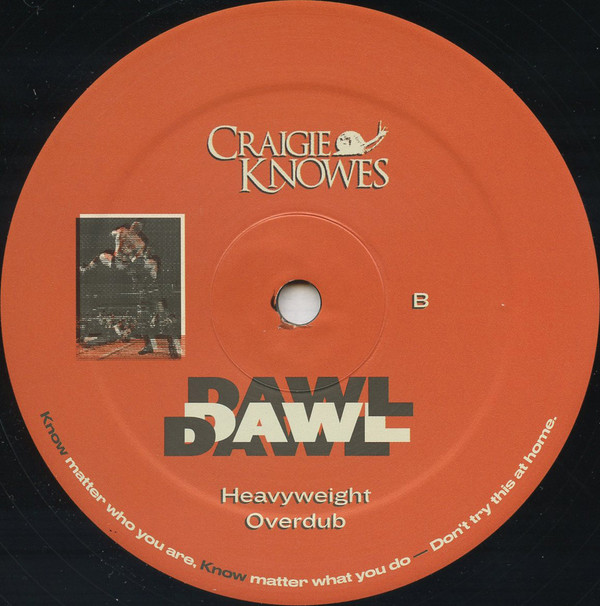 CRAIGIE
KNOWES
B
DAWL
DAWL
DAWL
Heavyweight
Overdub
Know matter who you are, Know matter what you do — Don't try this at home.